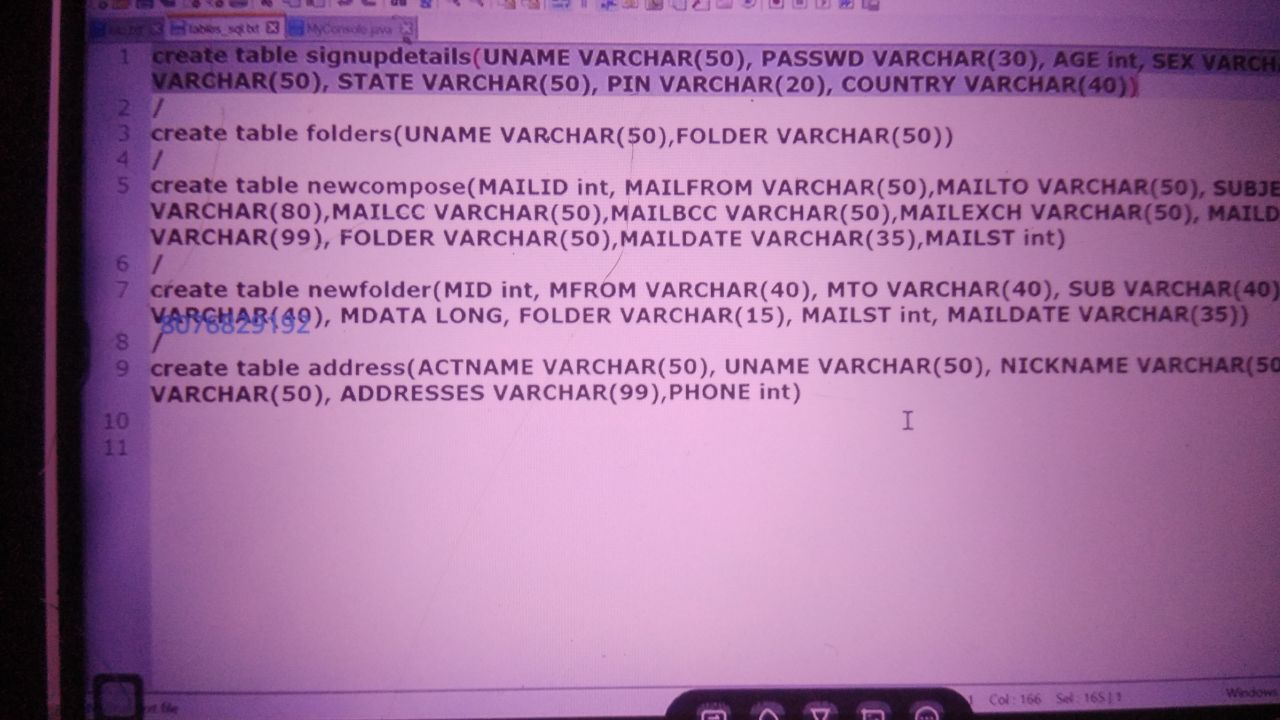 tables_sql.txt MyConsole.java
1 create table signupdetails(UNAME VARCHAR(50), PASSWD VARCHAR(30), AGE int, SEX
VARCHAR(50), STATE VARCHAR(50), PIN VARCHAR(20), COUNTRY VARCHAR(40))
2 /
3 create table folders(UNAME VARCHAR(50),FOLDER VARCHAR(50))
4 /
5 create table newcompose(MAILID int, MAILFROM VARCHAR(50),MAILTO VARCHAR(50),
VARCHAR(80),MAILCC VARCHAR(50),MAILBCC VARCHAR(50),MAILEXCH VARCHAR(50),
VARCHAR(99), FOLDER VARCHAR(50),MAILDATE VARCHAR(35),MAILST int)
6 /
7 create table newfolder(MID int, MFROM VARCHAR(40), MTO VARCHAR(40), SUB VARCHAR(40)
VARCHAR(40), MDATA LONG, FOLDER VARCHAR(15), MAILST int, MAILDATE VARCHAR(35))
8076829192
8 /
9 create table address(ACTNAME VARCHAR(50), UNAME VARCHAR(50), NICKNAME VARCHAR(50
VARCHAR(50), ADDRESSES VARCHAR(99),PHONE int)
10
11
file Col : 166 Sel : 165 | 1 Windows